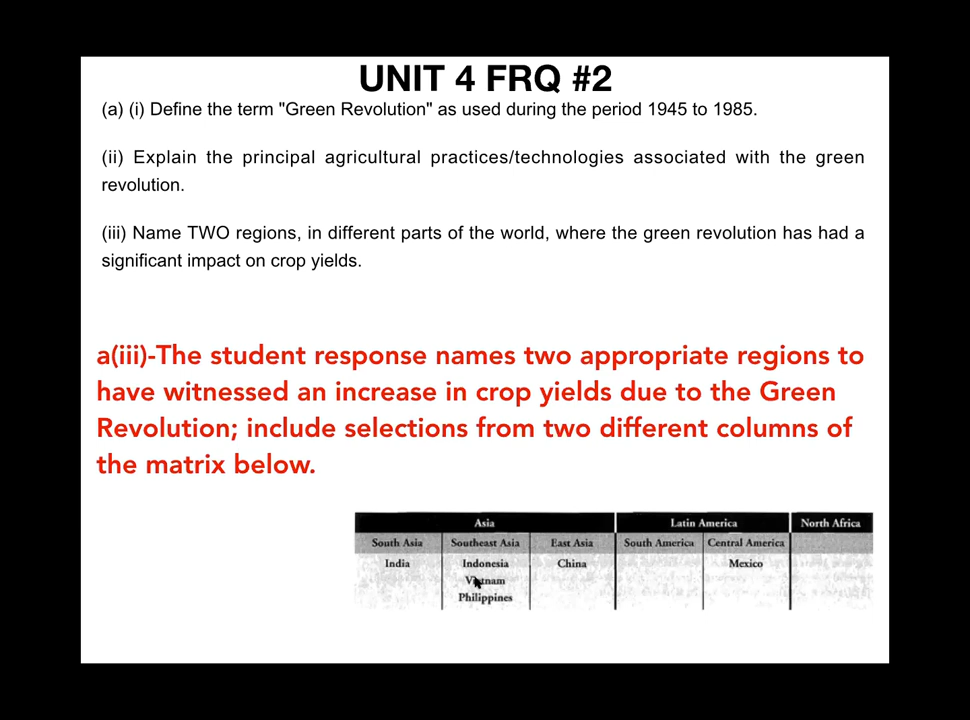 UNIT 4 FRQ #2
(a) (i) Define the term "Green Revolution" as used during the period 1945 to 1985.
(ii) Explain the principal agricultural practices/technologies associated with the green
revolution.
(iii) Name TWO regions, in different parts of the world, where the green revolution has had a
significant impact on crop yields.
a(iii)-The student response names two appropriate regions to
have witnessed an increase in crop yields due to the Green
Revolution; include selections from two different columns of
the matrix below.
Asia Latin America North Africa
South Asia Southeast Asia East Asia South America Central America
India Indonesia China Mexico
Vietnam
Philippines